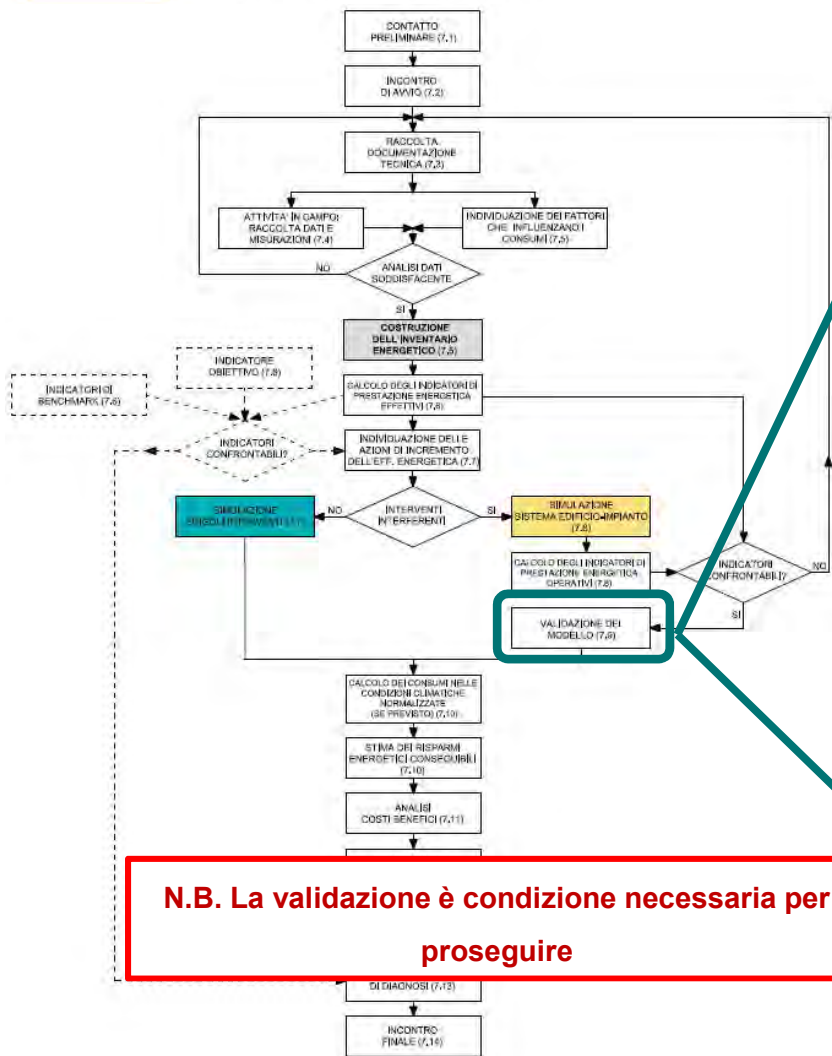 CONTATTO
PRELIMINARE (7.1)
INCONTRO
DI AVVIO (7.2)
RACCOLTA
DOCUMENTAZIONE
TECNICA (7.3)
ATTIVITA' IN CAMPO:
RACCOLTA DATI E
MISURAZIONI (7.4)
INDIVIDUAZIONE DEI FATTORI
CHE INFLUENZANO I
CONSUMI (7.5)
NO
ANALISI DATI
SODDISFACENTE
SI
COSTRUZIONE
DELL'INVENTARIO
ENERGETICO (7.5)
INDICATORE
OBIETTIVO (7.8)
INDICATORI DI
BENCHMARK (7.6)
CALCOLO DEGLI INDICATORI DI
PRESTAZIONE ENERGETICA
EFFETTIVI (7.6)
INDICATORI
CONFRONTABILI?
INDIVIDUAZIONE DELLE
AZIONI DI INCREMENTO
DELL'EFF. ENERGETICA (7.7)
SIMULAZIONE
NO
INTERVENTI
INTERFERENTI
SI
SIMULAZIONE
SISTEMA EDIFICIO-IMPIANTO
(7.8)
CALCOLO DEGLI INDICATORI DI
PRESTAZIONE ENERGETICA
OPERATIVI (7.8)
INDICATORI
CONFRONTABILI?
NO
SI
VALIDAZIONE DEL
MODELLO (7.9)
CALCOLO DEI CONSUMI NELLE
CONDIZIONI CLIMATICHE
NORMALIZZATE
(SE PREVISTO) (7.10)
STIMA DEI RISPARMI
ENERGETICI CONSEGUIBILI
(7.10)
ANALISI
COSTI BENEFICI (7.11)
N.B. La validazione è condizione necessaria per
proseguire
DI DIAGNOSI (7.13)
INCONTRO
FINALE (7.14)